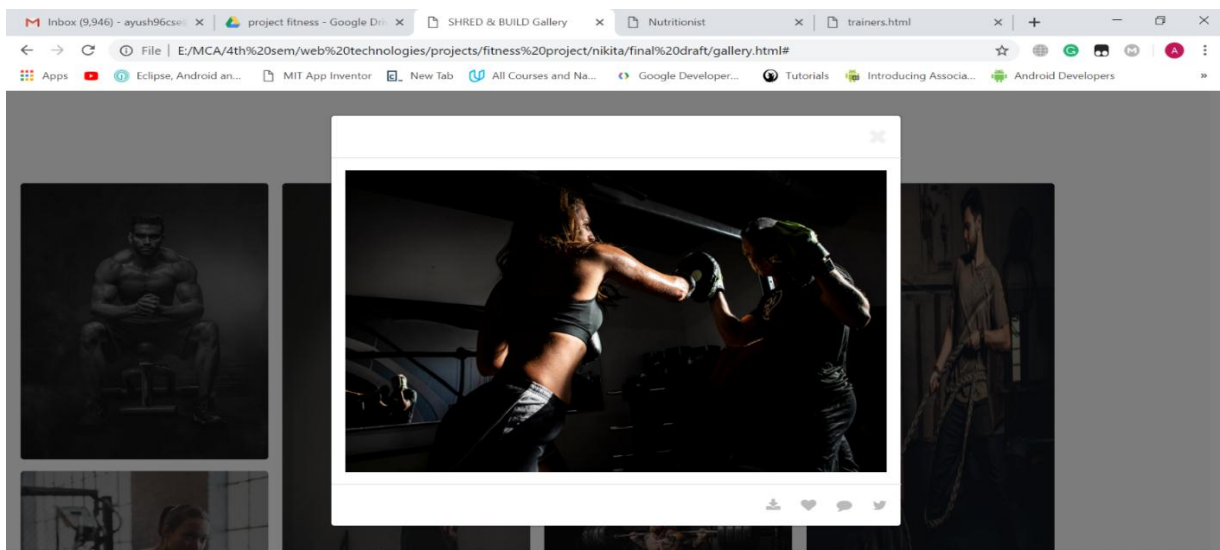 Inbox (9,946) - ayush96cse@ project fitness - Google Dri SHRED & BUILD Gallery Nutritionist trainers.html
File | E:/MCA/4th%20sem/web%20technologies/projects/fitness%20project/nikita/final%20draft/gallery.html#
Apps Eclipse, Android an... MIT App Inventor New Tab All Courses and Na... Google Developer... Tutorials Introducing Associa... Android Developers »